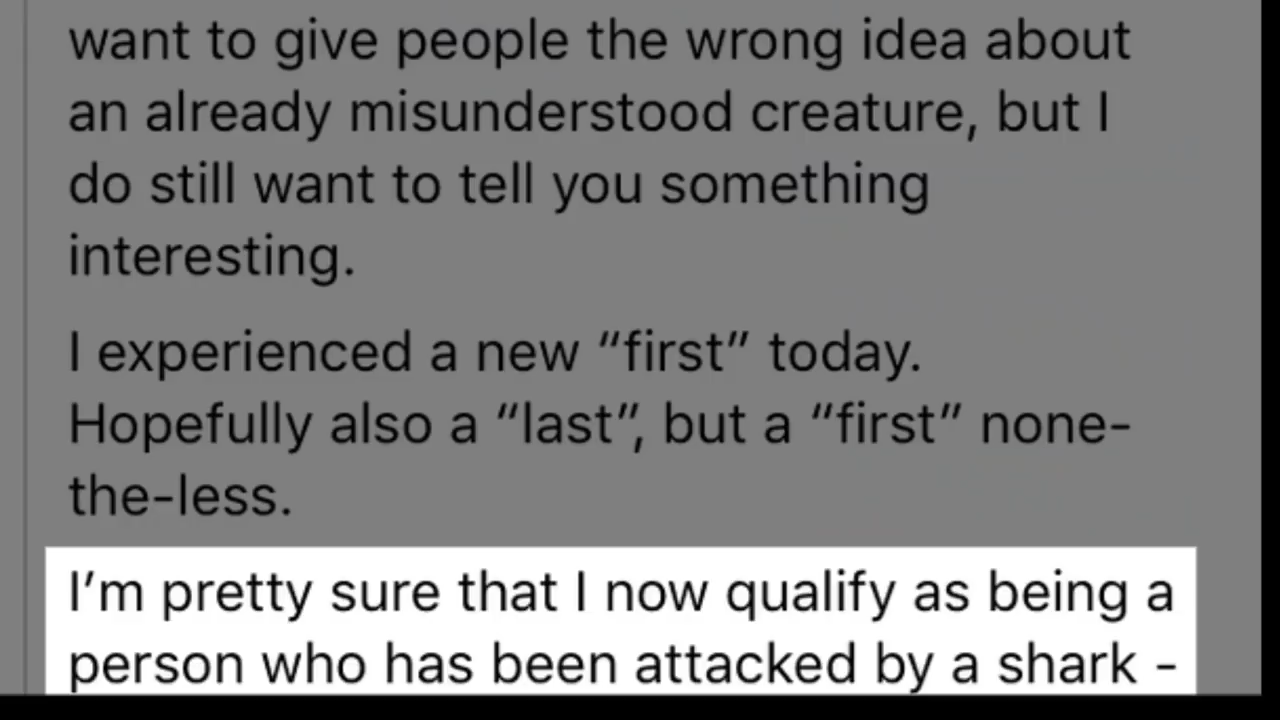 want to give people the wrong idea about
an already misunderstood creature, but I
do still want to tell you something
interesting.
I experienced a new “first” today.
Hopefully also a “last”, but a “first” none-
the-less.
I’m pretty sure that I now qualify as being a
person who has been attacked by a shark -